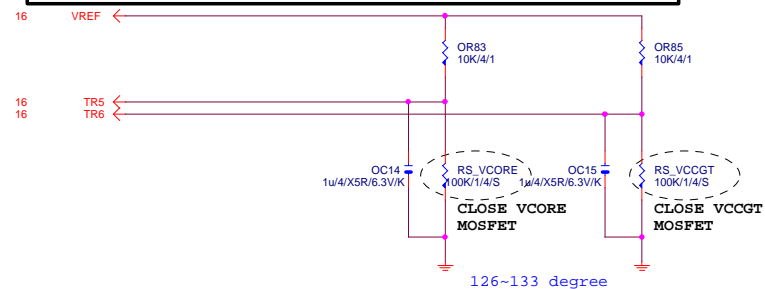 16 VREF
OR83
10K/4/1
OR85
10K/4/1
16 TR5
16 TR6
OC14
1u/4/X5R/6.3V/K
RS_VCORE
100K/1/4/S
OC15
1u/4/X5R/6.3V/K
RS_VCCGT
100K/1/4/S
CLOSE VCORE
MOSFET
CLOSE VCCGT
MOSFET
126~133 degree